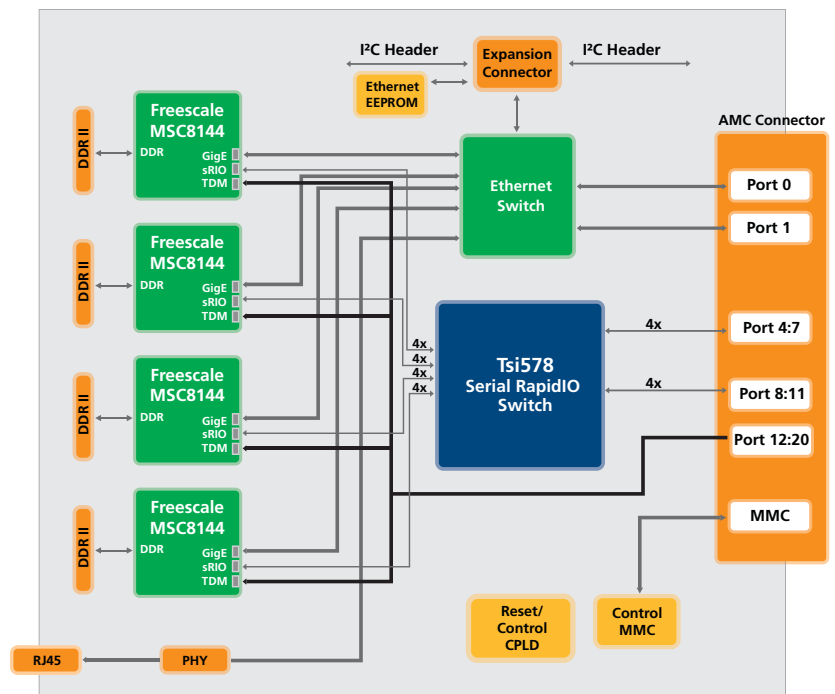 I²C Header
Expansion
Connector
I²C Header
Ethernet
EEPROM
AMC Connector
DDR II
Freescale
MSC8144
DDR
GigE
sRIO
TDM
Ethernet
Switch
Port 0
Port 1
DDR II
Freescale
MSC8144
DDR
GigE
sRIO
TDM
4x
4x
4x
4x
Tsi578
Serial RapidIO
Switch
4x
4x
Port 4:7
Port 8:11
Port 12:20
MMC
DDR II
Freescale
MSC8144
DDR
GigE
sRIO
TDM
DDR II
Freescale
MSC8144
DDR
GigE
sRIO
TDM
Reset/
Control
CPLD
Control
MMC
RJ45
PHY